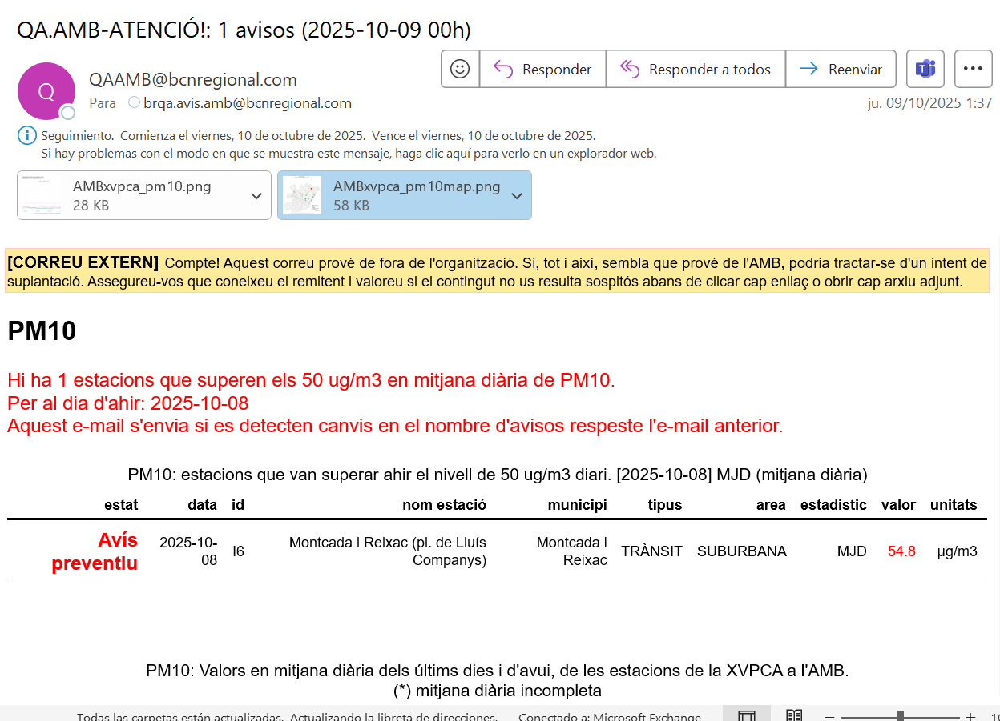 QA.AMB-ATENCIÓ!: 1 avisos (2025-10-09 00h)
Q
QAAMB@bcnregional.com
Para brqa.avis.amb@bcnregional.com
Responder
Responder a todos
Reenviar
ju. 09/10/2025 1:37
Seguimiento. Comienza el viernes, 10 de octubre de 2025. Vence el viernes, 10 de octubre de 2025.
Si hay problemas con el modo en que se muestra este mensaje, haga clic aquí para verlo en un explorador web.
AMBxvpca_pm10.png
28 KB
AMBxvpca_pm10map.png
58 KB
[CORREU EXTERN] Compte! Aquest correu prové de fora de l'organització. Si, tot i així, sembla que prové de l'AMB, podria tractar-se d'un intent de
suplantació. Assegureu-vos que coneixeu el remitent i valoreu si el contingut no us resulta sospitós abans de clicar cap enllaç o obrir cap arxiu adjunt.
PM10
Hi ha 1 estacions que superen els 50 ug/m3 en mitjana diària de PM10.
Per al dia d'ahir: 2025-10-08
Aquest e-mail s'envia si es detecten canvis en el nombre d'avisos respeste l'e-mail anterior.
PM10: estacions que van superar ahir el nivell de 50 ug/m3 diari. [2025-10-08] MJD (mitjana diària)
estat data id nom estació municipi tipus area estadistic valor unitats
Avís preventiu 2025-10-08 I6 Montcada i Reixac (pl. de Lluís Companys) Montcada i Reixac TRÀNSIT SUBURBANA MJD 54.8 µg/m3
PM10: Valors en mitjana diària dels últims dies i d'avui, de les estacions de la XVPCA a l'AMB.
(*) mitjana diària incompleta
Todas las carpetas están actualizadas. Actualizando la libreta de direcciones. Conectado a: Microsoft Exchange